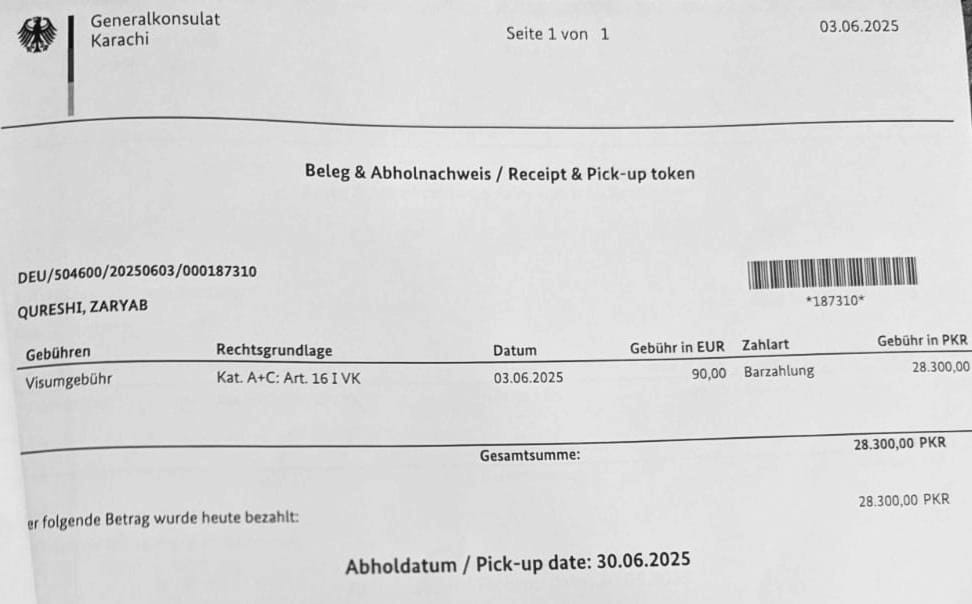 Generalkonsulat
Karachi
Seite 1 von 1
03.06.2025
Beleg & Abholnachweis / Receipt & Pick-up token
DEU/504600/20250603/000187310
*187310*
QURESHI, ZARYAB
Gebühren Rechtsgrundlage Datum Gebühr in EUR Zahlart Gebühr in PKR
Visumgebühr Kat. A+C: Art. 16 I VK 03.06.2025 90,00 Barzahlung 28.300,00
Gesamtsumme: 28.300,00 PKR
er folgende Betrag wurde heute bezahlt: 28.300,00 PKR
Abholdatum / Pick-up date: 30.06.2025